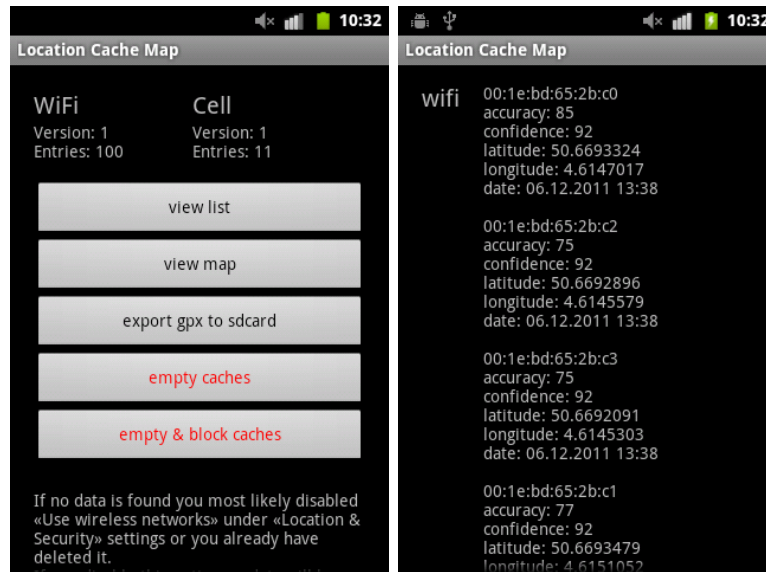 10:32
Location Cache Map
WiFi
Version: 1
Entries: 100
Cell
Version: 1
Entries: 11
view list
view map
export gpx to sdcard
empty caches
empty & block caches
If no data is found you most likely disabled
«Use wireless networks» under «Location &
Security» settings or you already have
deleted it.
10:32
Location Cache Map
wifi
00:1e:bd:65:2b:c0
accuracy: 85
confidence: 92
latitude: 50.6693324
longitude: 4.6147017
date: 06.12.2011 13:38
00:1e:bd:65:2b:c2
accuracy: 75
confidence: 92
latitude: 50.6692896
longitude: 4.6145579
date: 06.12.2011 13:38
00:1e:bd:65:2b:c3
accuracy: 75
confidence: 92
latitude: 50.6692091
longitude: 4.6145303
date: 06.12.2011 13:38
00:1e:bd:65:2b:c1
accuracy: 77
confidence: 92
latitude: 50.6693479
longitude: 4.6151052